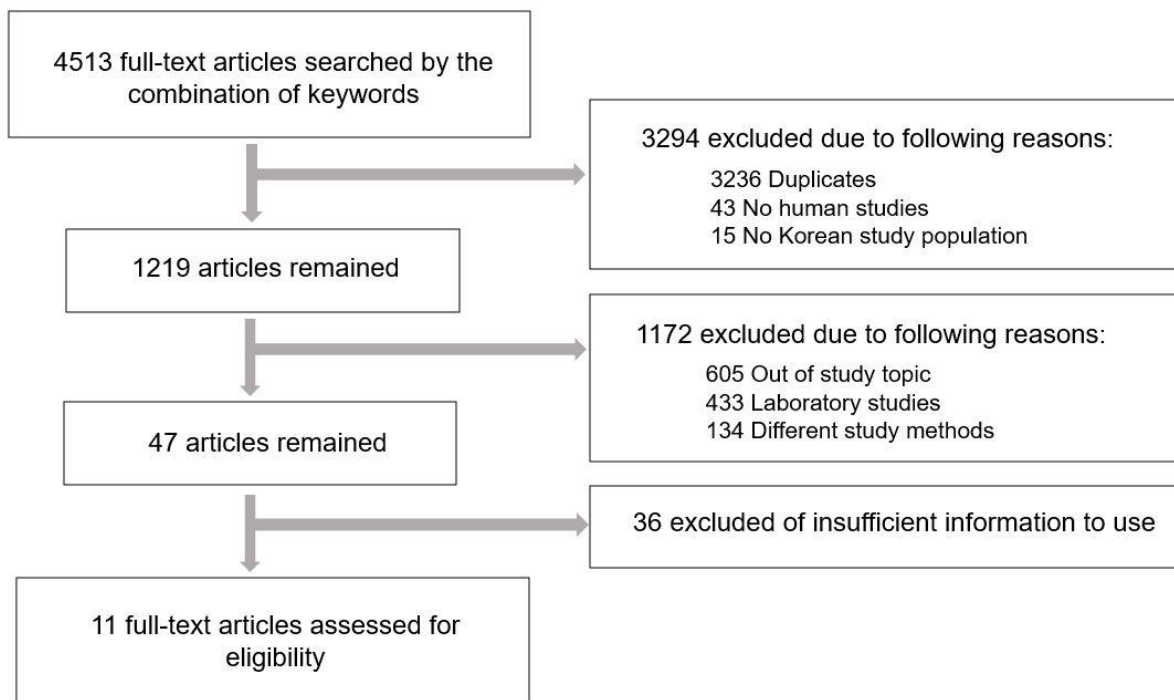 4513 full-text articles searched by the
combination of keywords
3294 excluded due to following reasons:
3236 Duplicates
43 No human studies
15 No Korean study population
1219 articles remained
1172 excluded due to following reasons:
605 Out of study topic
433 Laboratory studies
134 Different study methods
47 articles remained
36 excluded of insufficient information to use
11 full-text articles assessed for
eligibility